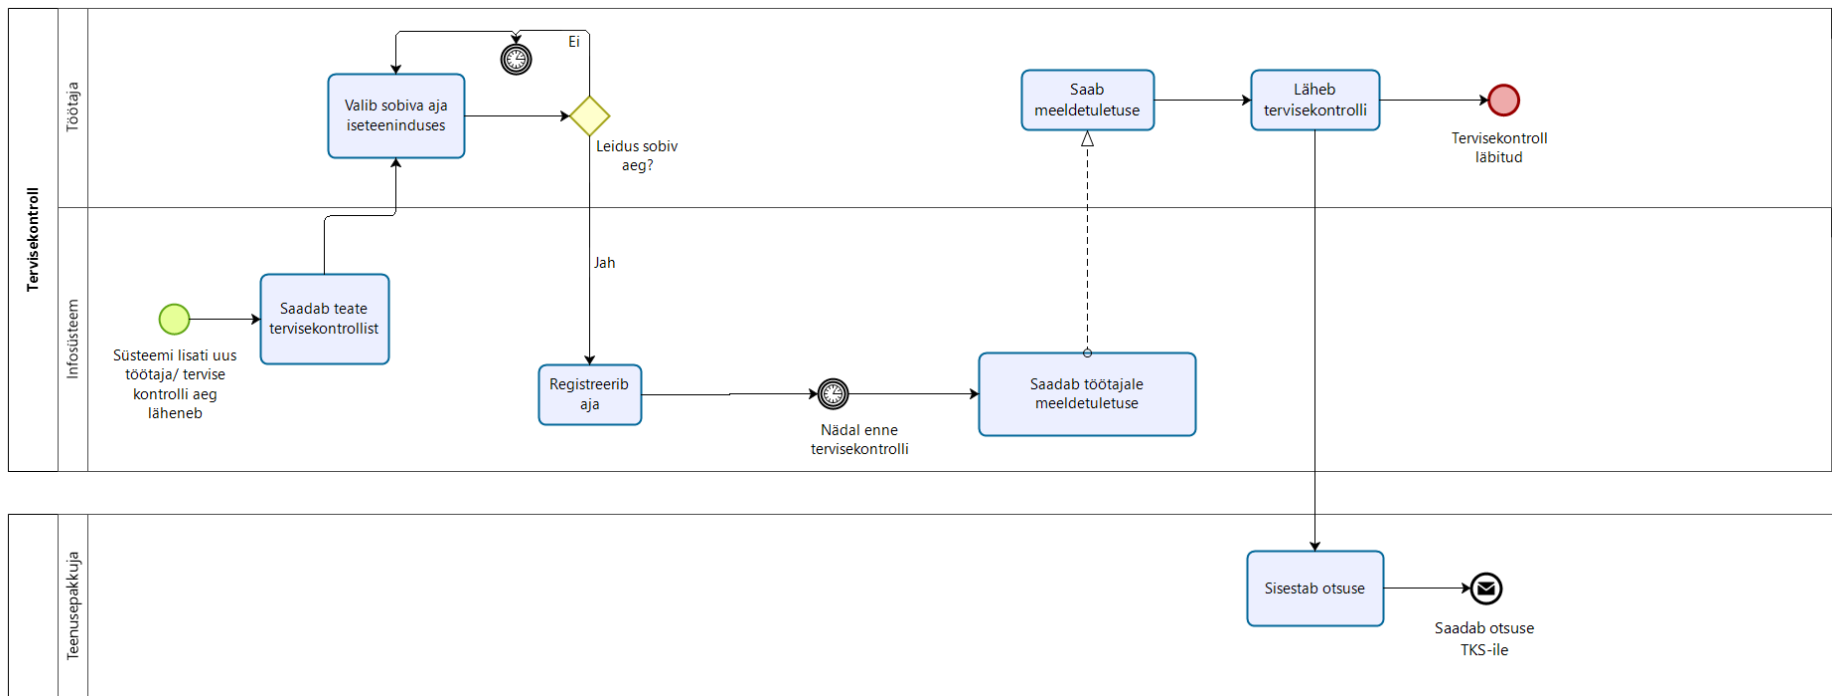 Tervisekontroll
Töötaja
Ei
Valib sobiva aja
iseteeninduses
Leidus sobiv
aeg?
Saab
meeldetuletuse
Läheb
tervisekontrolli
Tervisekontroll
läbitud
Infosüsteem
Jah
Saadab teate
tervisekontrollist
Süsteemi lisati uus
töötaja/ tervise
kontrolli aeg
läheneb
Registreerib
aja
Nädal enne
tervisekontrolli
Saadab töötajale
meeldetuletuse
Teenusepakkuja
Sisestab otsuse
Saadab otsuse
TKS-ile